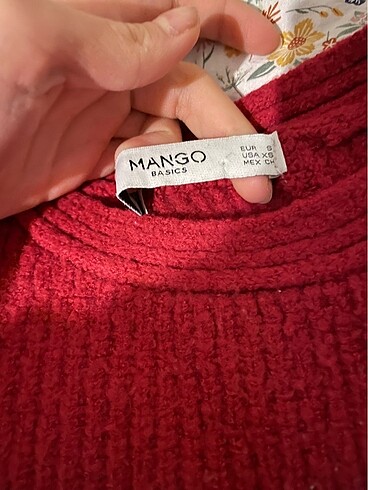 MANGO
BASICS
EUR S
USA XS
MEX CH